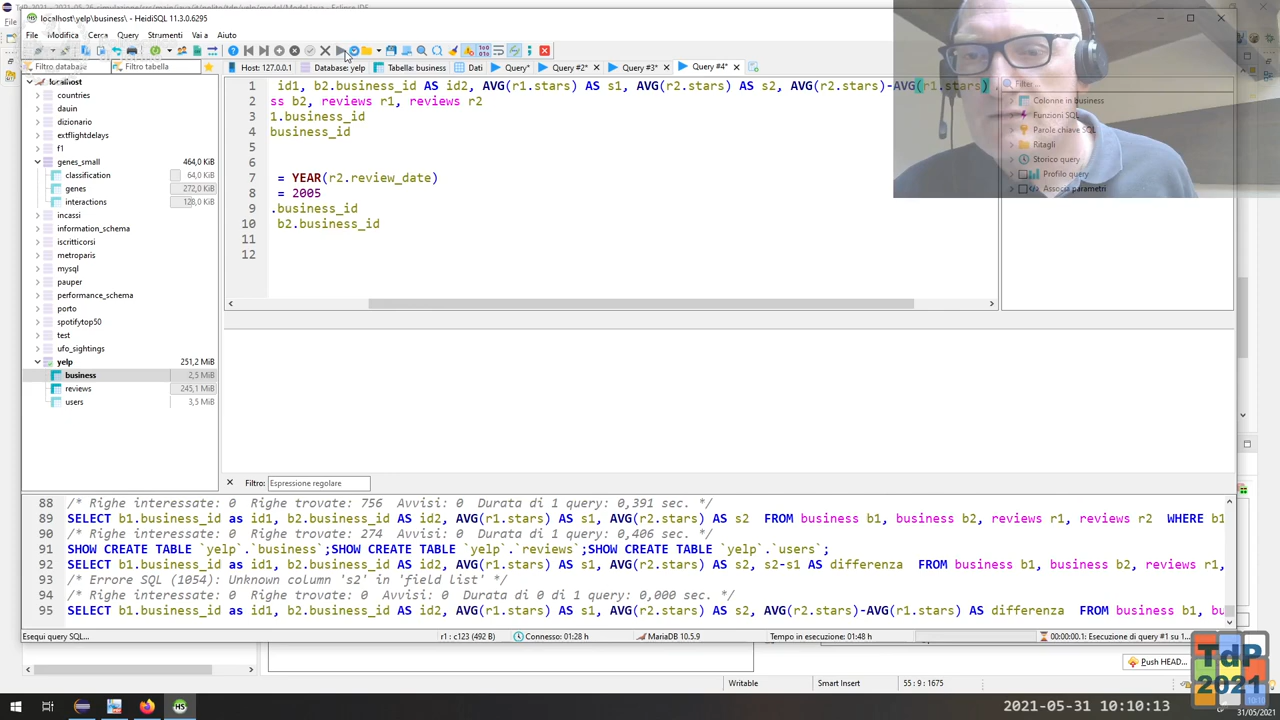 localhost\yelp\business\ - HeidiSQL 11.3.0.6295
File Modifica Cerca Query Strumenti Vai a Aiuto
Filtro database Filtro tabella
Host: 127.0.0.1 Database: yelp Tabella: business Dati Query* Query #2* Query #3* Query #4*
localhost
countries
dauin
dizionario
extflightdelays
f1
genes_small 464,0 KiB
classification 64,0 KiB
genes 272,0 KiB
interactions 128,0 KiB
incassi
information_schema
iscritticorsi
metroparis
mysql
pauper
performance_schema
porto
spotifytop50
test
ufo_sightings
yelp 251,2 MiB
business 2,5 MiB
reviews 245,1 MiB
users 3,5 MiB
1 id1, b2.business_id AS id2, AVG(r1.stars) AS s1, AVG(r2.stars) AS s2, AVG(r2.stars)-AVG(r1.stars)
2 ss b2, reviews r1, reviews r2
3 1.business_id
4 business_id
5
6
7 = YEAR(r2.review_date)
8 = 2005
9 .business_id
10 b2.business_id
11
12
Filter...
Colonne in business
Funzioni SQL
Parole chiave SQL
Ritagli
Storico query
Profilo query
Associa parametri
Filtro: Espressione regolare
88 /* Righe interessate: 0 Righe trovate: 756 Avvisi: 0 Durata di 1 query: 0,391 sec. */
89 SELECT b1.business_id as id1, b2.business_id AS id2, AVG(r1.stars) AS s1, AVG(r2.stars) AS s2 FROM business b1, business b2, reviews r1, reviews r2 WHERE b1
90 /* Righe interessate: 0 Righe trovate: 274 Avvisi: 0 Durata di 1 query: 0,406 sec. */
91 SHOW CREATE TABLE `yelp`.`business`;SHOW CREATE TABLE `yelp`.`reviews`;SHOW CREATE TABLE `yelp`.`users`;
92 SELECT b1.business_id as id1, b2.business_id AS id2, AVG(r1.stars) AS s1, AVG(r2.stars) AS s2, s2-s1 AS differenza FROM business b1, business b2, reviews r1,
93 /* Errore SQL (1054): Unknown column 's2' in 'field list' */
94 /* Righe interessate: 0 Righe trovate: 0 Avvisi: 0 Durata di 0 di 1 query: 0,000 sec. */
95 SELECT b1.business_id as id1, b2.business_id AS id2, AVG(r1.stars) AS s1, AVG(r2.stars) AS s2, AVG(r2.stars)-AVG(r1.stars) AS differenza FROM business b1, bu
Esegui query SQL... r1 : c123 (492 B) Connesso: 01:28 h MariaDB 10.5.9 Tempo in esecuzione: 01:48 h 00:00:00.1: Esecuzione di query #1 su 1...
Push HEAD...
Writable Smart Insert 55 : 9 : 1675
TdP
2021
2021-05-31 10:10:13
31/05/2021